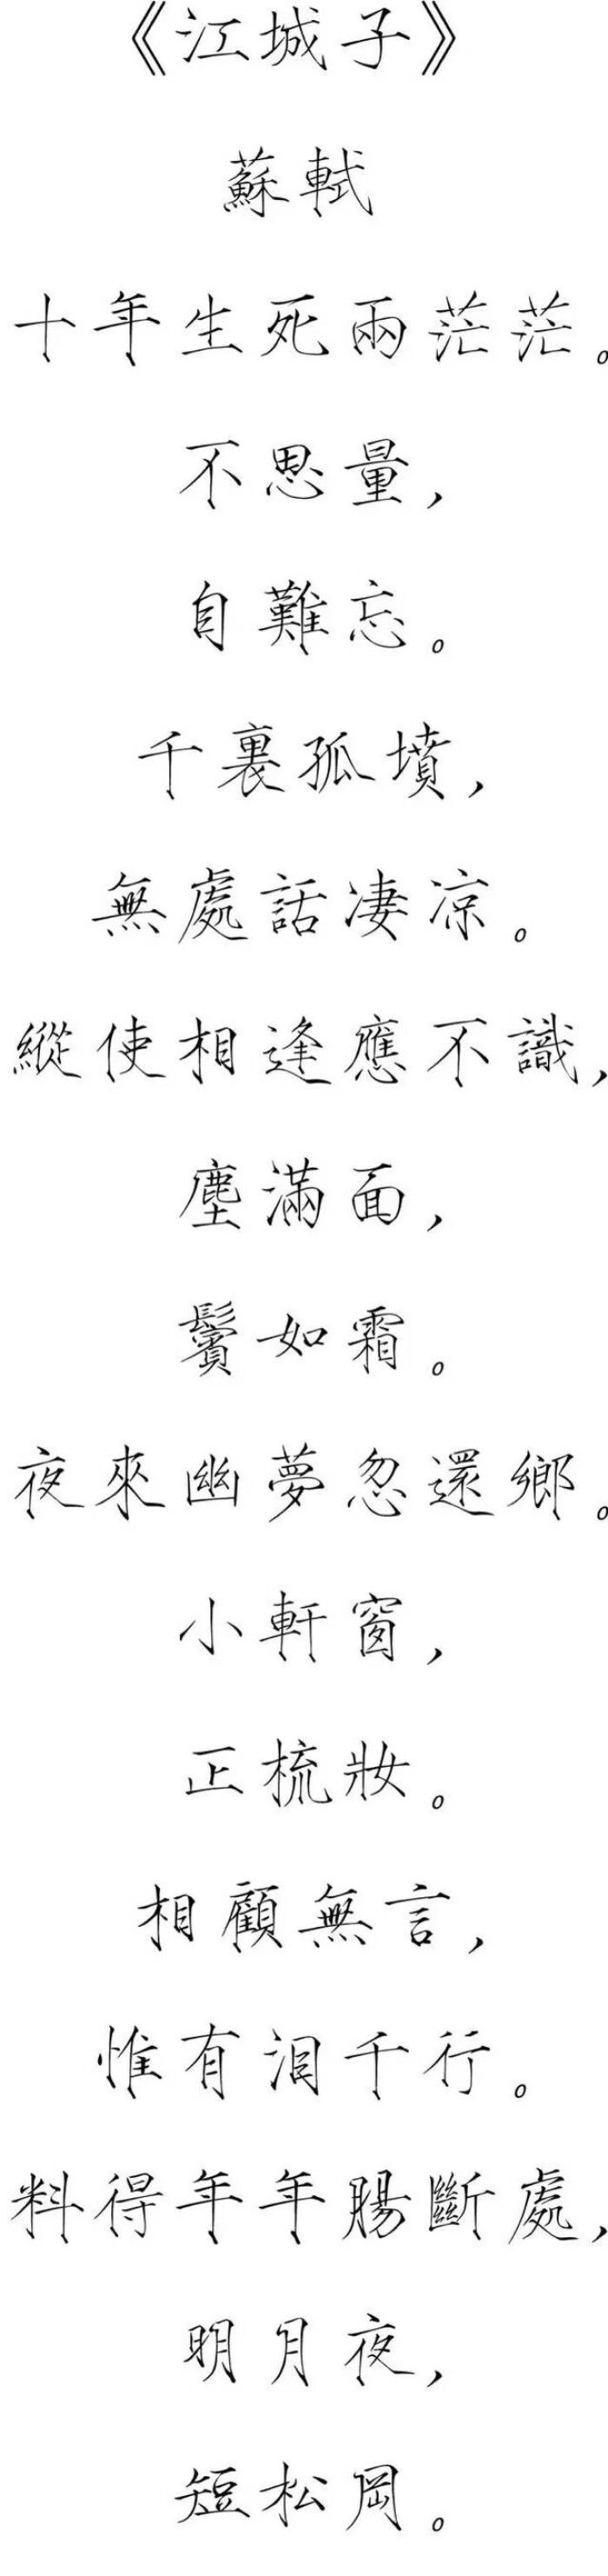 《江城子》
蘇軾
十年生死兩茫茫。
不思量，
自難忘。
千裏孤墳，
無處話凄凉。
縱使相逢應不識，
塵滿面，
鬢如霜。
夜來幽夢忽還鄉。
小軒窗，
正梳妝。
相顧無言，
惟有泪千行。
料得年年腸斷處，
明月夜，
短松岡。